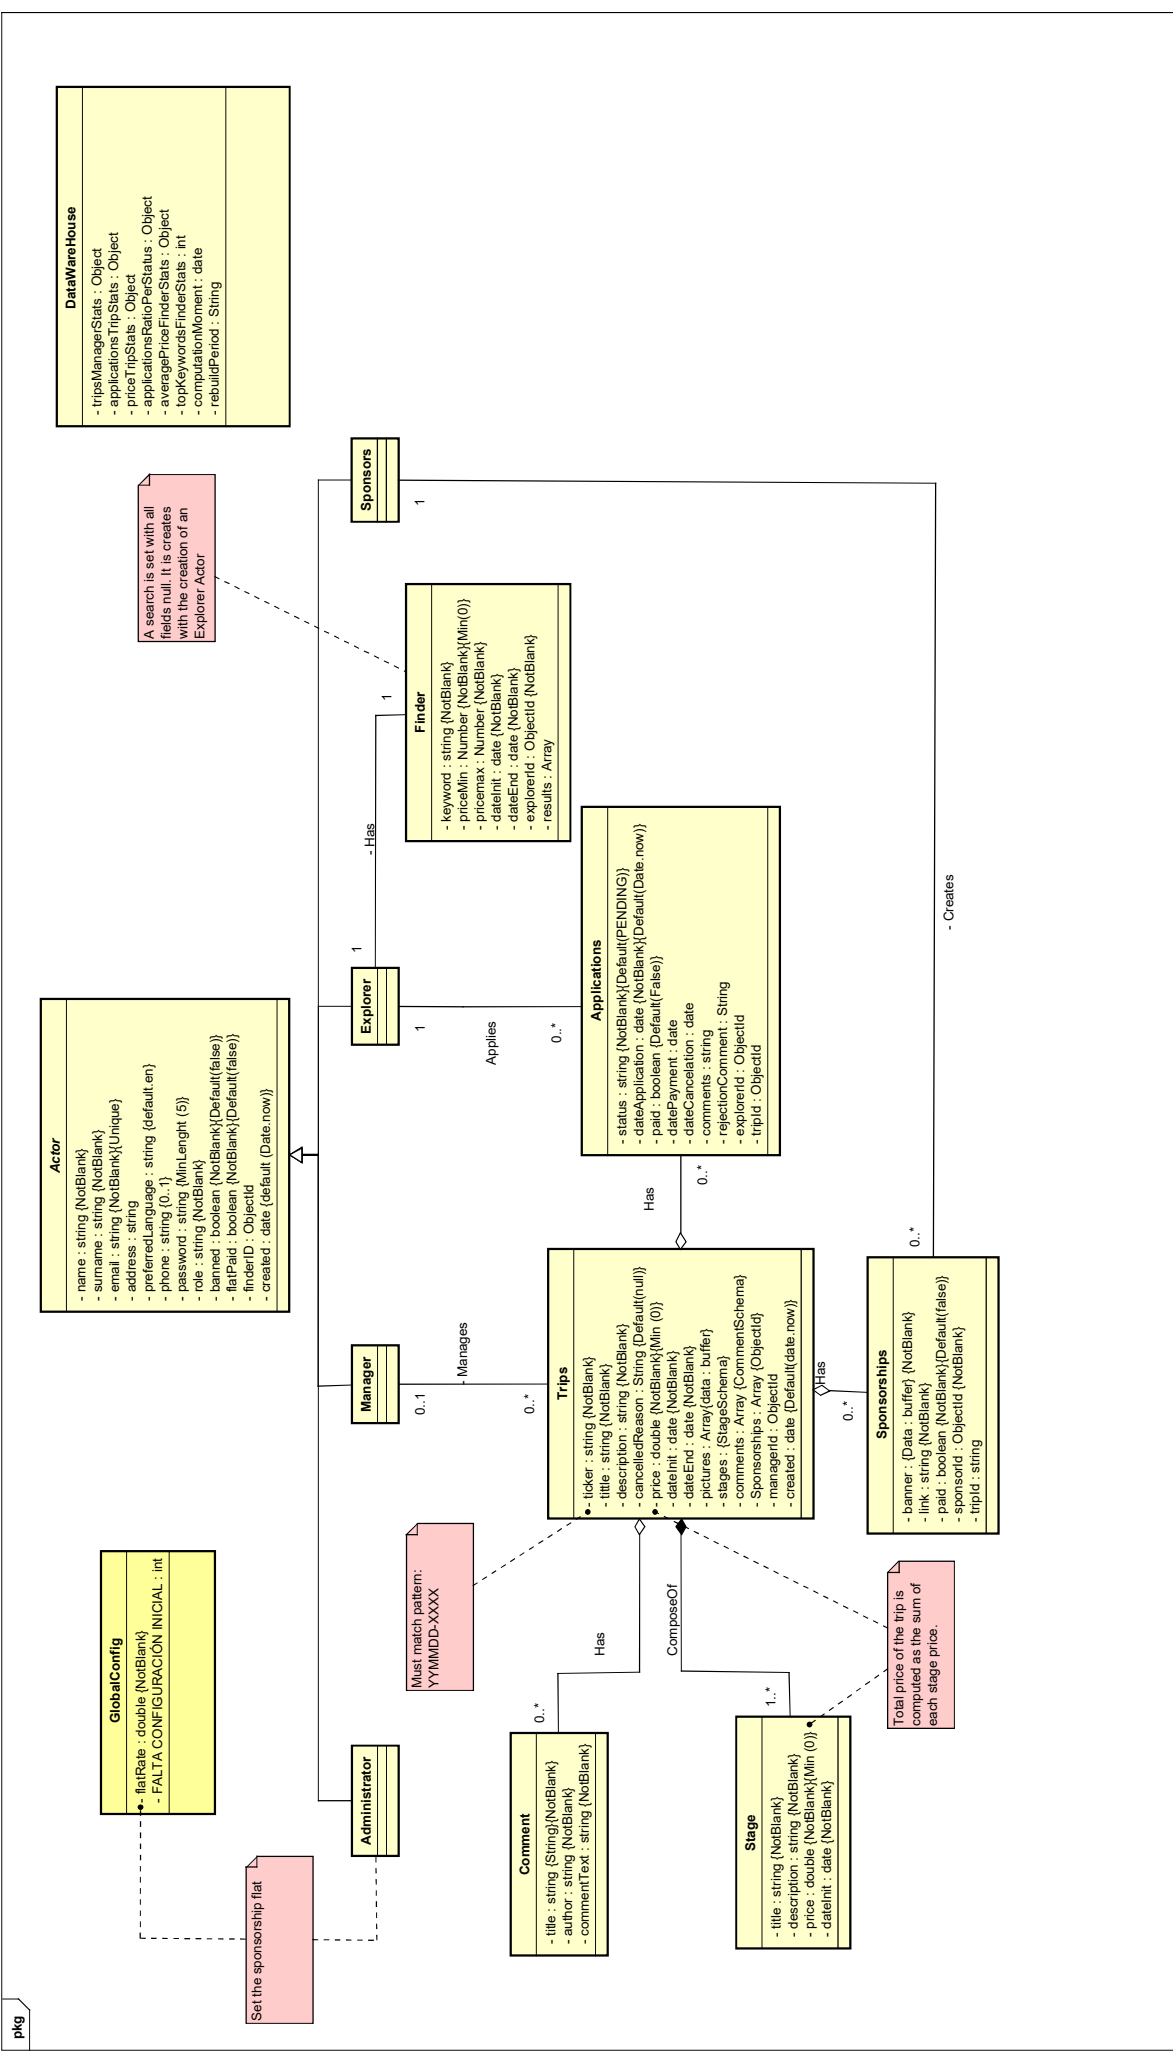 pkg
GlobalConfig
- flatRate : double {NotBlank}
- FALTA CONFIGURACIÓN INICIAL : int
Set the sponsorship flat
Actor
- name : string {NotBlank}
- surname : string {NotBlank}
- email : string {NotBlank}{Unique}
- address : string
- preferredLanguage : string {default.en}
- phone : string {0..1}
- password : string {MinLenght (5)}
- role : string {NotBlank}
- banned : boolean {NotBlank}{Default(false)}
- flatPaid : boolean {NotBlank}{Default(false)}
- finderID : ObjectId
- created : date {default (Date.now)}
A search is set with all
fields null. It is creates
with the creation of an
Explorer Actor
DataWareHouse
- tripsManagerStats : Object
- applicationsTripStats : Object
- priceTripStats : Object
- applicationsRatioPerStatus : Object
- averagePriceFinderStats : Object
- topKeywordsFinderStats : int
- computationMoment : date
- rebuildPeriod : String
Administrator
Manager
Explorer
Sponsors
0..1
- Manages
0..*
1
Applies
0..*
1
- Has
1
1
- Creates
0..*
Finder
- keyword : string {NotBlank}
- priceMin : Number {NotBlank}{Min(0)}
- pricemax : Number {NotBlank}
- dateInit : date {NotBlank}
- dateEnd : date {NotBlank}
- explorerId : ObjectId {NotBlank}
- results : Array
Must match pattern:
YYMMDD-XXXX
Trips
- ticker : string {NotBlank}
- tittle : string {NotBlank}
- description : string {NotBlank}
- cancelledReason : String {Default(null)}
- price : double {NotBlank}{Min (0)}
- dateInit : date {NotBlank}
- dateEnd : date {NotBlank}
- pictures : Array{data : buffer}
- stages : {StageSchema}
- comments : Array {CommentSchema}
- Sponsorships : Array {ObjectId}
- managerId : ObjectId
- created : date {Default(date.now)}
Has
0..*
Applications
- status : string {NotBlank}{Default(PENDING)}
- dateApplication : date {NotBlank}{Default(Date.now)}
- paid : boolean {Default(False)}
- datePayment : date
- dateCancelation : date
- comments : string
- rejectionComment : String
- explorerId : ObjectId
- tripId : ObjectId
Comment
- title : string {String}{NotBlank}
- author : string {NotBlank}
- commentText : string {NotBlank}
0..*
Has
Stage
- title : string {NotBlank}
- description : string {NotBlank}
- price : double {NotBlank}{Min (0)}
- dateInit : date {NotBlank}
1..*
ComposeOf
Total price of the trip is
computed as the sum of
each stage price.
Has
0..*
Sponsorships
- banner : {Data : buffer} {NotBlank}
- link : string {NotBlank}
- paid : boolean {NotBlank}{Default(false)}
- sponsorId : ObjectId {NotBlank}
- tripId : string